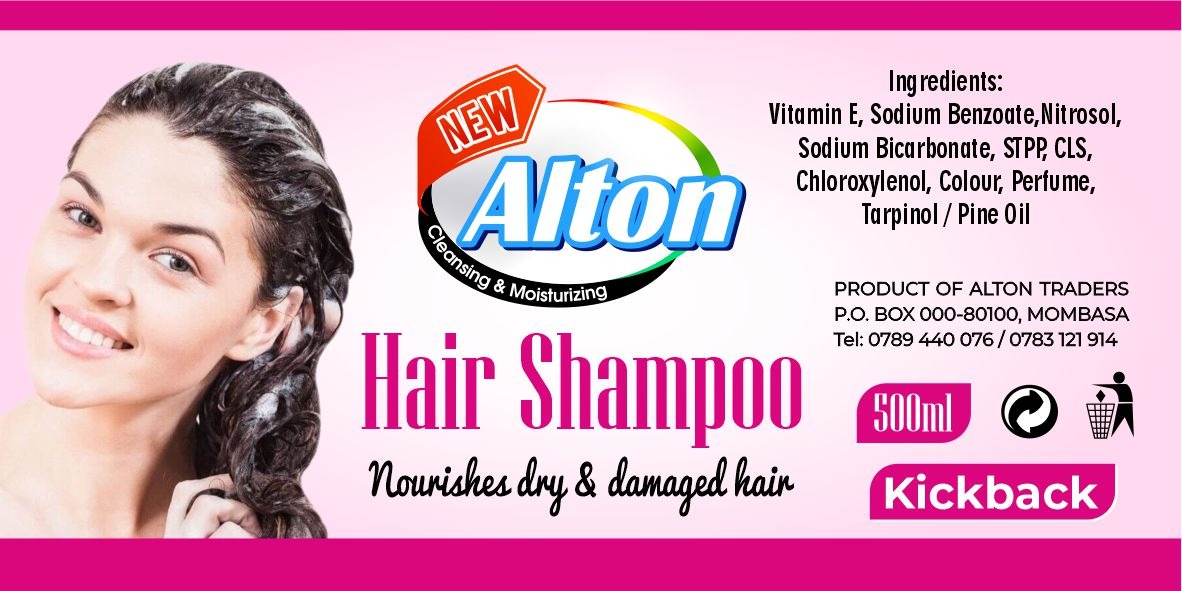 NEW
Alton
Cleansing & Moisturizing
Hair Shampoo
Nourishes dry & damaged hair
Ingredients:
Vitamin E, Sodium Benzoate,Nitrosol,
Sodium Bicarbonate, STPP, CLS,
Chloroxylenol, Colour, Perfume,
Tarpinol / Pine Oil
PRODUCT OF ALTON TRADERS
P.O. BOX 000-80100, MOMBASA
Tel: 0789 440 076 / 0783 121 914
500ml
Kickback